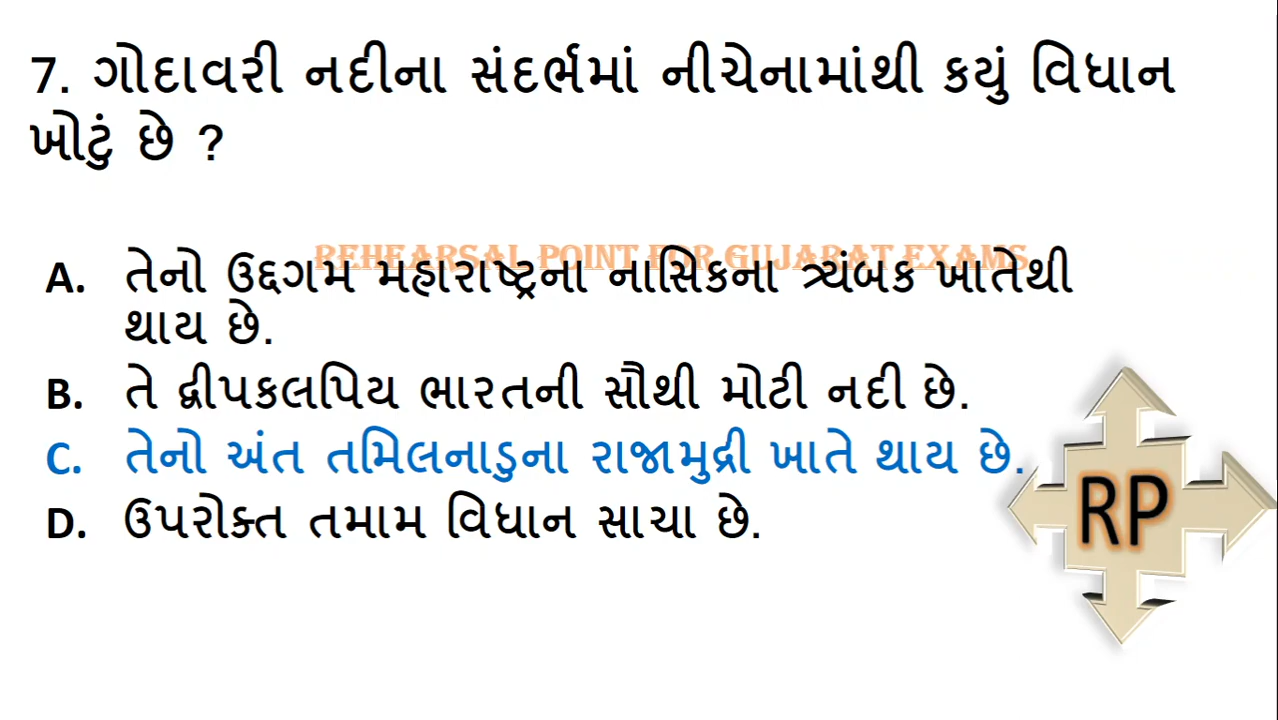 7. ગોદાવરી નદીના સંદર્ભમાં નીચેનામાંથી કયું વિધાન
ખોટું છે ?
REHEARSAL POINT FOR GUJARAT EXAMS
A. તેનો ઉદ્દગમ મહારાષ્ટ્રના નાસિકના ત્ર્યંબક ખાતેથી
થાય છે.
B. તે દ્વીપકલપિય ભારતની સૌથી મોટી નદી છે.
C. તેનો અંત તમિલનાડુના રાજામુદ્રી ખાતે થાય છે.
D. ઉપરોક્ત તમામ વિધાન સાચા છે.
RP